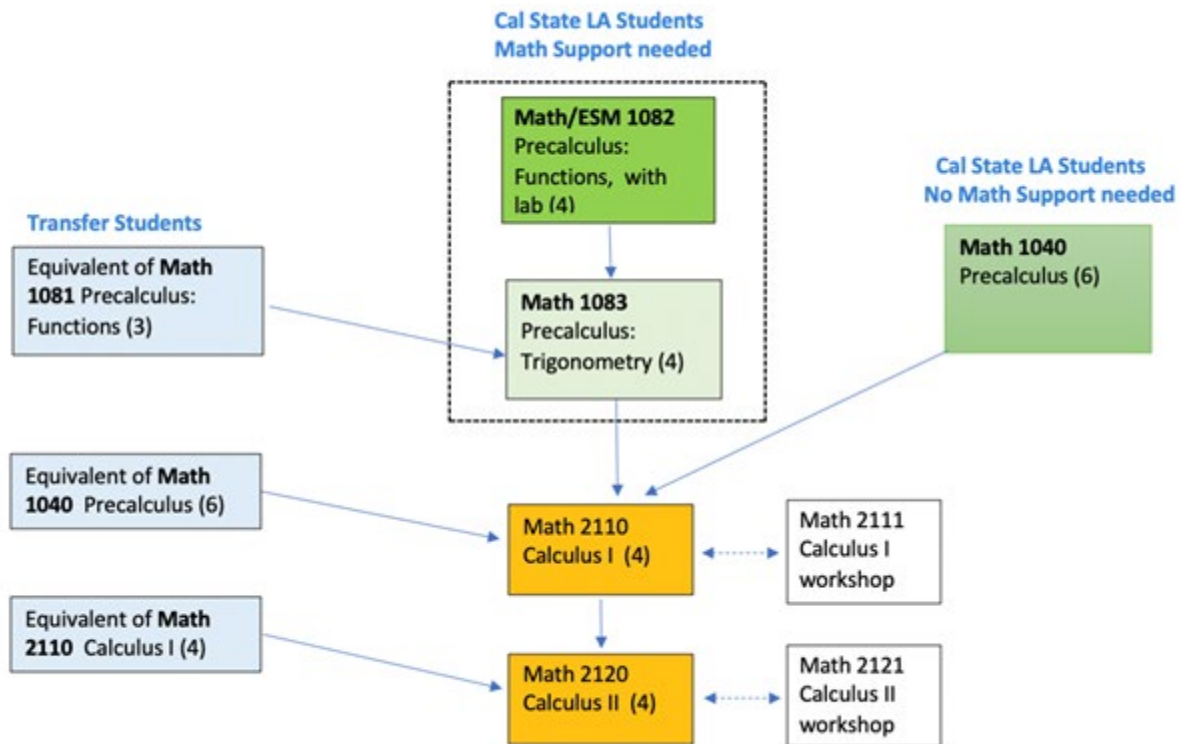 Cal State LA Students
Math Support needed
Math/ESM 1082
Precalculus:
Functions, with
lab (4)
Cal State LA Students
No Math Support needed
Math 1040
Precalculus (6)
Transfer Students
Equivalent of Math
1081 Precalculus:
Functions (3)
Math 1083
Precalculus:
Trigonometry (4)
Equivalent of Math
1040 Precalculus (6)
Math 2110
Calculus I (4)
Math 2111
Calculus I
workshop
Equivalent of Math
2110 Calculus I (4)
Math 2120
Calculus II (4)
Math 2121
Calculus II
workshop